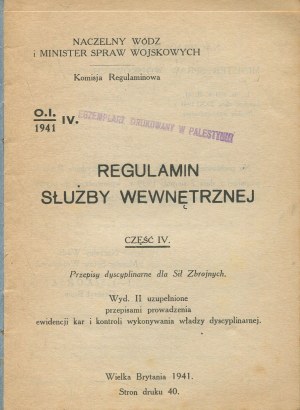 NACZELNY WÓDZ
i MINISTER SPRAW WOJSKOWYCH
Komisja Regulaminowa
O.I. IV.
1941
EGZEMPLARZ DRUKOWANY W PALESTYNIE
REGULAMIN
SŁUŻBY WEWNĘTRZNEJ
CZĘŚĆ IV.
Przepisy dyscyplinarne dla Sił Zbrojnych.
Wyd. II uzupełnione
przepisami prowadzenia
ewidencji kar i kontroli wykonywania władzy dyscyplinarnej.
Wielka Brytania 1941.
Stron druku 40.